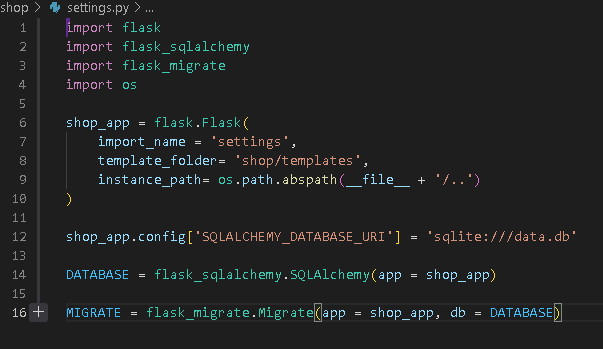 shop > settings.py > ...
1 import flask
2 import flask_sqlalchemy
3 import flask_migrate
4 import os
5
6 shop_app = flask.Flask(
7     import_name = 'settings',
8     template_folder= 'shop/templates',
9     instance_path= os.path.abspath(__file__ + '/..')
10 )
11
12 shop_app.config['SQLALCHEMY_DATABASE_URI'] = 'sqlite:///data.db'
13
14 DATABASE = flask_sqlalchemy.SQLAlchemy(app = shop_app)
15
16 + MIGRATE = flask_migrate.Migrate(app = shop_app, db = DATABASE)